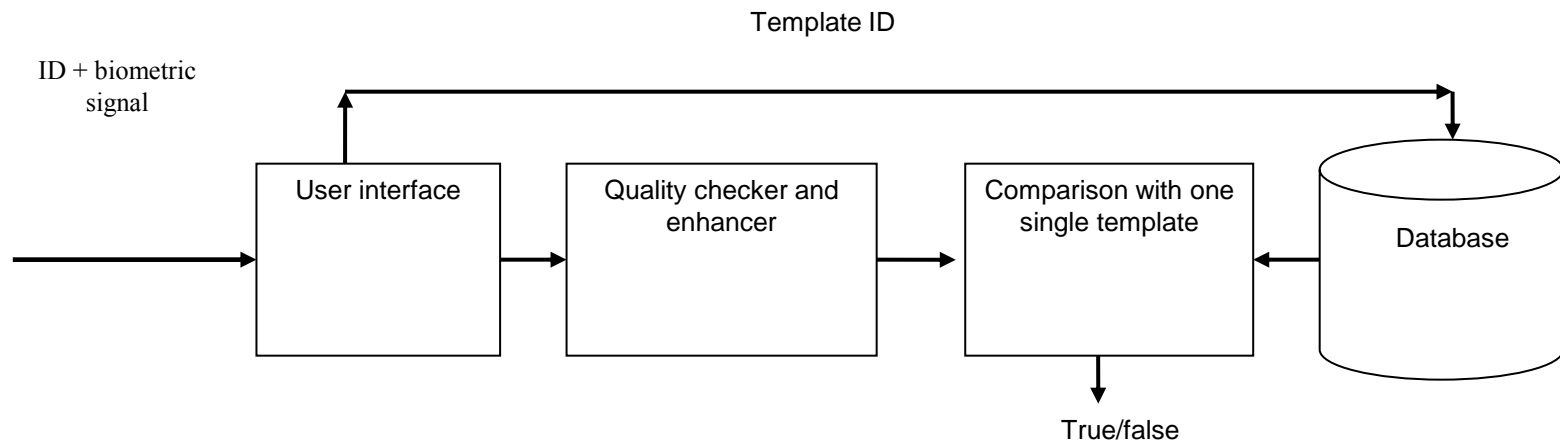 Template ID
ID + biometric
signal
User interface
Quality checker and
enhancer
Comparison with one
single template
Database
True/false